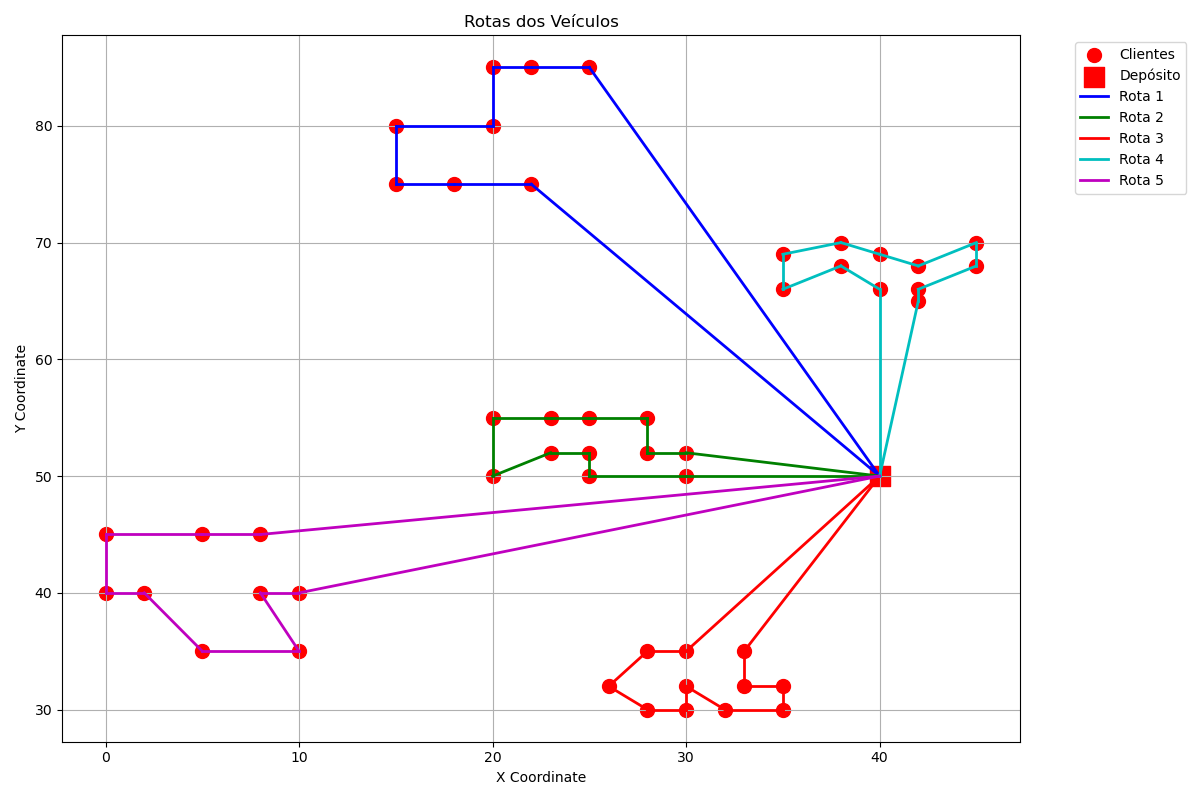 Rotas dos Veículos
Clientes
Depósito
Rota 1
Rota 2
Rota 3
Rota 4
Rota 5
Y Coordinate
80
70
60
50
40
30
0 10 20 30 40
X Coordinate